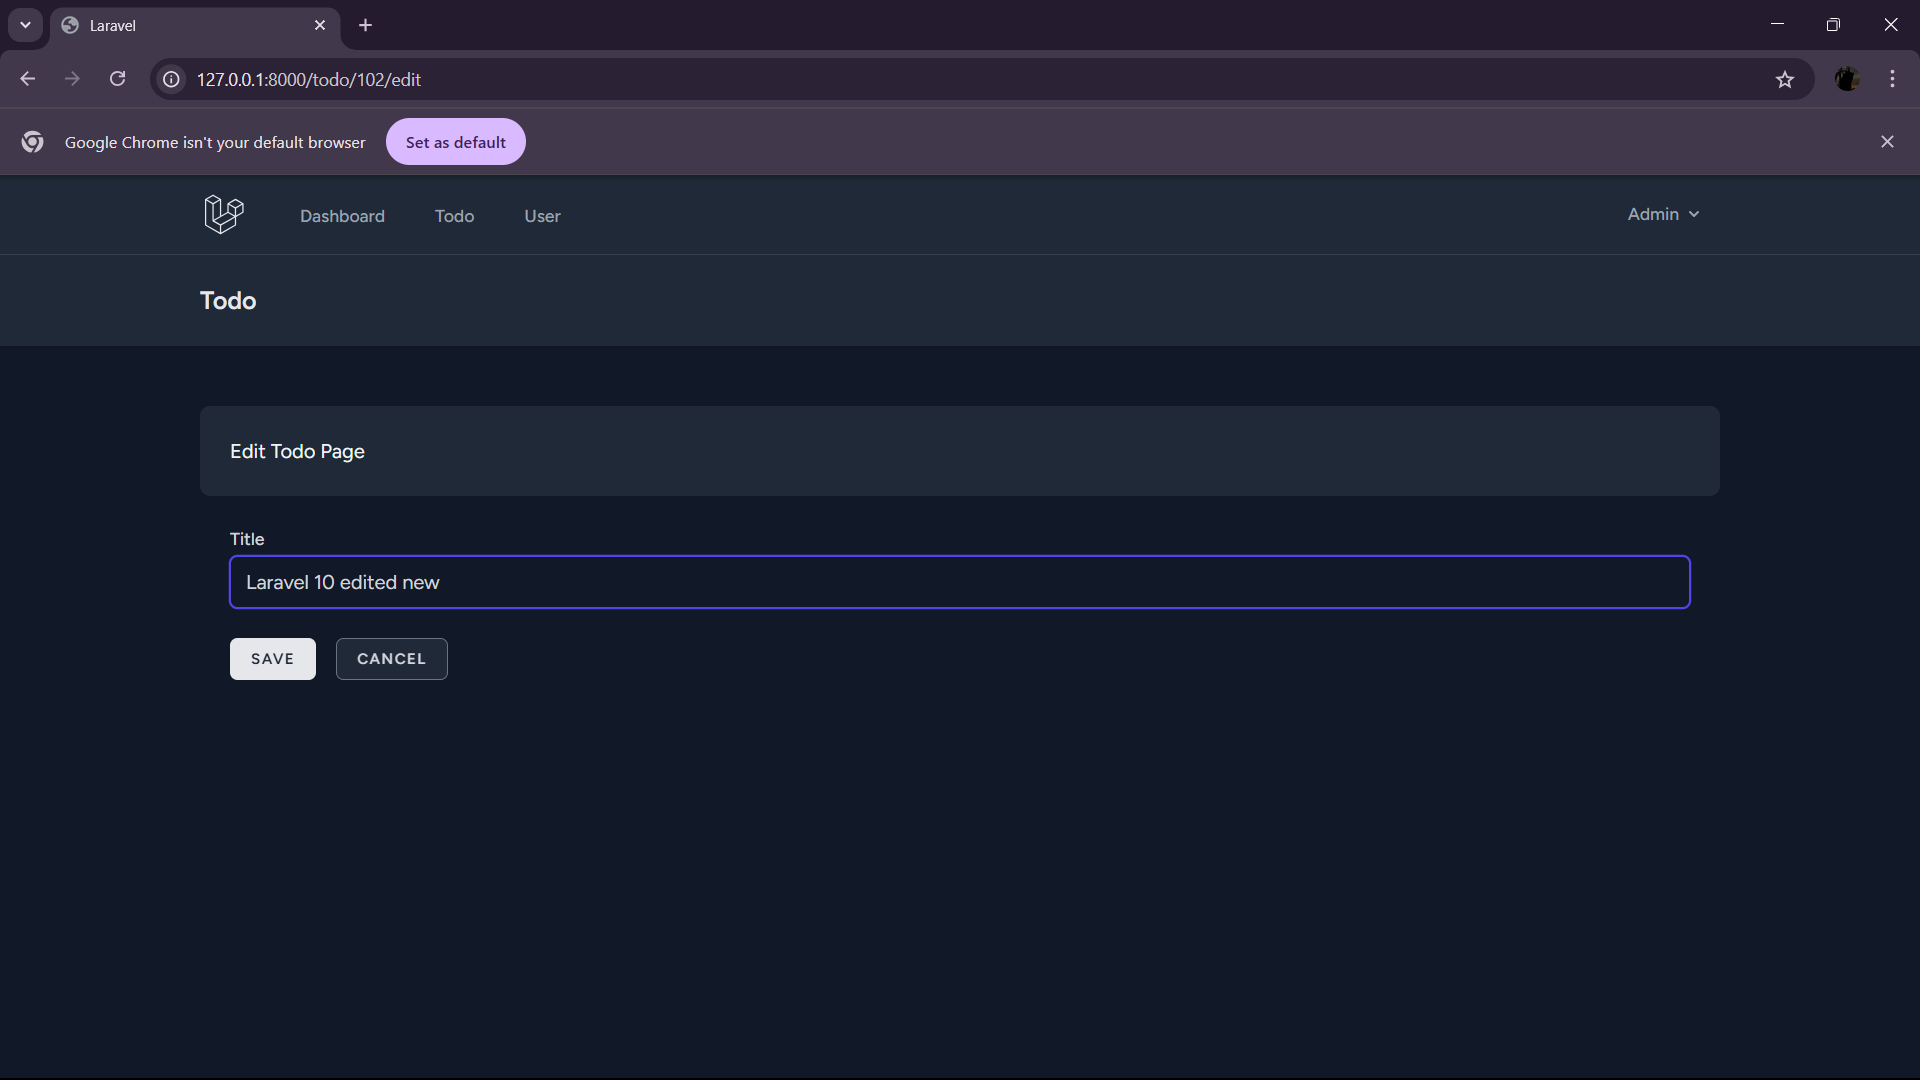 Laravel
127.0.0.1:8000/todo/102/edit
Google Chrome isn't your default browser Set as default
Dashboard Todo User Admin
Todo
Edit Todo Page
Title
Laravel 10 edited new
SAVE CANCEL